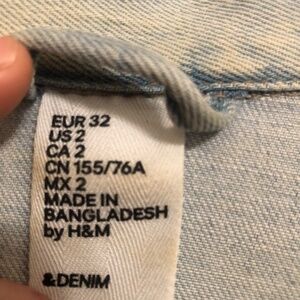 EUR 32
US 2
CA 2
CN 155/76A
MX 2
MADE IN
BANGLADESH
by H&M
&DENIM